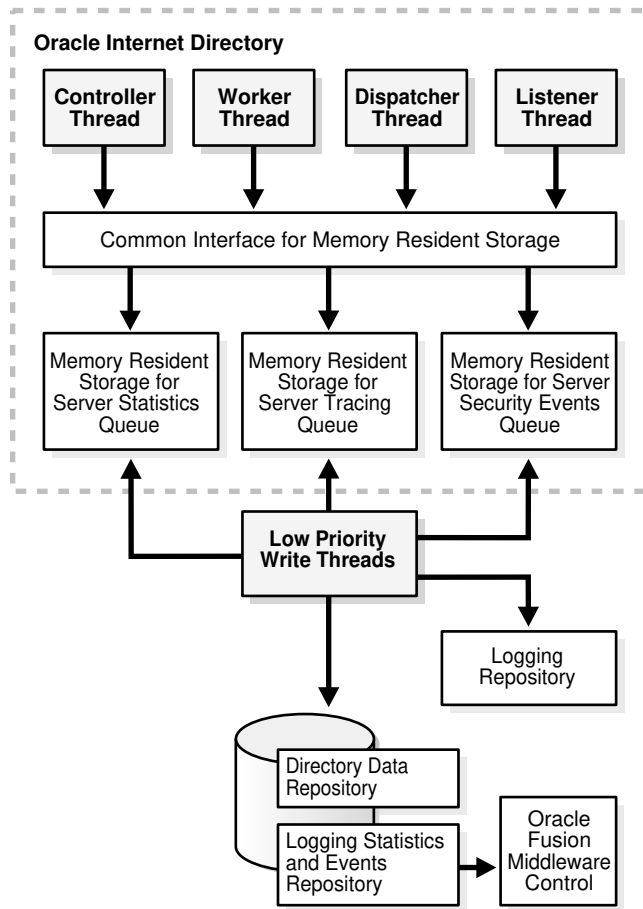 Oracle Internet Directory
Controller
Thread
Worker
Thread
Dispatcher
Thread
Listener
Thread
Common Interface for Memory Resident Storage
Memory Resident
Storage for
Server Statistics
Queue
Memory Resident
Storage for
Server Tracing
Queue
Memory Resident
Storage for Server
Security Events
Queue
Low Priority
Write Threads
Logging
Repository
Directory Data
Repository
Logging Statistics
and Events
Repository
Oracle
Fusion
Middleware
Control